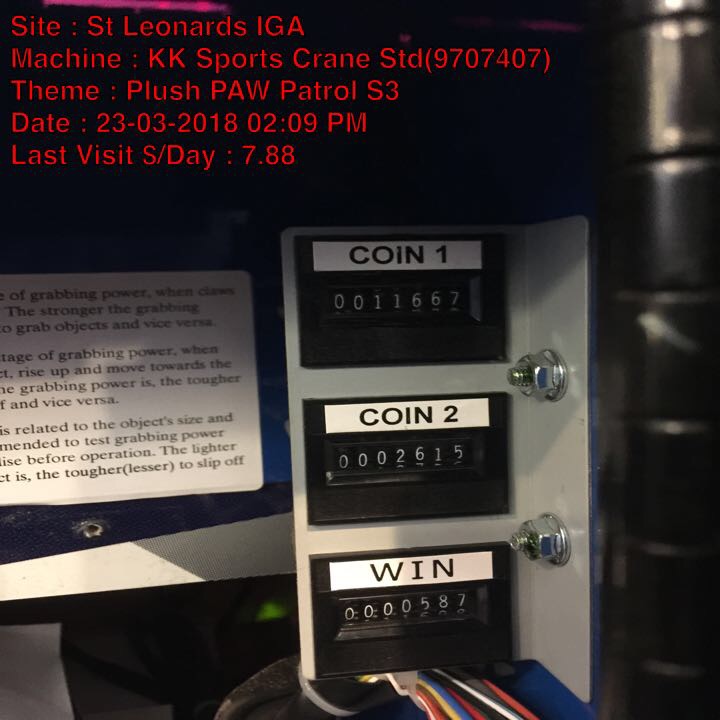 Site : St Leonards IGA
Machine : KK Sports Crane Std(9707407)
Theme : Plush PAW Patrol S3
Date : 23-03-2018 02:09 PM
Last Visit S/Day : 7.88
COiN 1
0011667
COIN 2
0002615
WIN
0000587
e of grabbing power, when claws
The stronger the grabbing
to grab objects and vice versa.
tage of grabbing power, when
ct, rise up and move towards the
he grabbing power is, the tougher
f and vice versa.
is related to the object's size and
mended to test grabbing power
lise before operation. The lighter
ct is, the tougher(lesser) to slip off